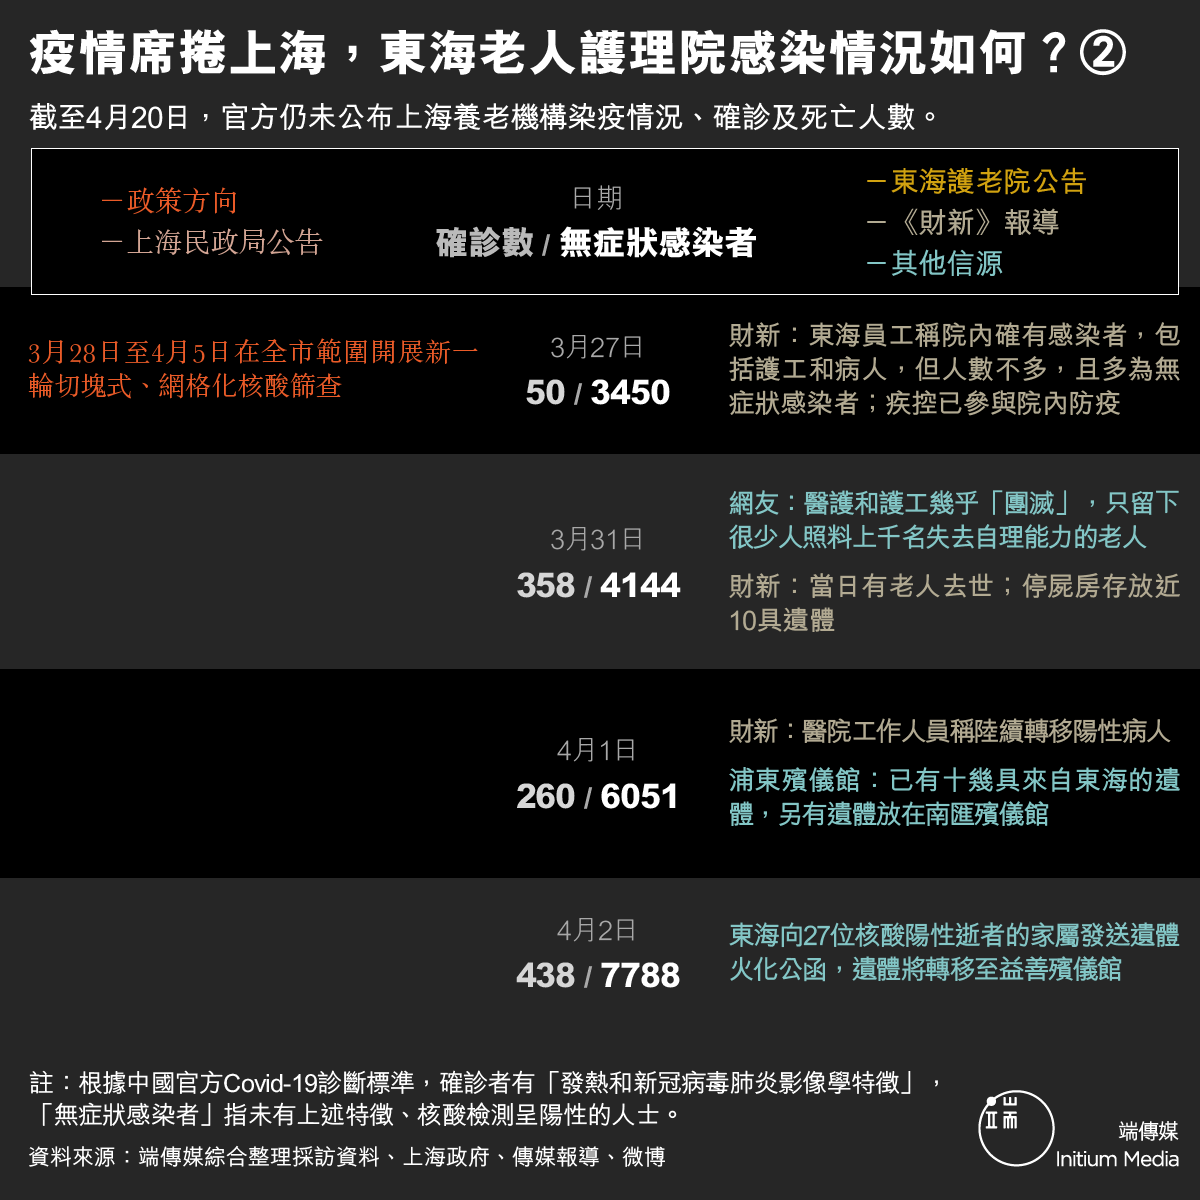 疫情席捲上海，東海老人護理院感染情況如何？②
截至4月20日，官方仍未公布上海養老機構染疫情況、確診及死亡人數。
－政策方向
－上海民政局公告
日期
確診數 / 無症狀感染者
－東海護老院公告
－《財新》報導
－其他信源
3月28日至4月5日在全市範圍開展新一
輪切塊式、網格化核酸篩查
3月27日
50 / 3450
財新：東海員工稱院內確有感染者，包
括護工和病人，但人數不多，且多為無
症狀感染者；疾控已參與院內防疫
3月31日
358 / 4144
網友：醫護和護工幾乎「團滅」，只留下
很少人照料上千名失去自理能力的老人
財新：當日有老人去世；停屍房存放近
10具遺體
4月1日
260 / 6051
財新：醫院工作人員稱陸續轉移陽性病人
浦東殯儀館：已有十幾具來自東海的遺
體，另有遺體放在南匯殯儀館
4月2日
438 / 7788
東海向27位核酸陽性逝者的家屬發送遺體
火化公函，遺體將轉移至益善殯儀館
註：根據中國官方Covid-19診斷標準，確診者有「發熱和新冠病毒肺炎影像學特徵」，
「無症狀感染者」指未有上述特徵、核酸檢測呈陽性的人士。
資料來源：端傳媒綜合整理採訪資料、上海政府、傳媒報導、微博
端
端傳媒
Initium Media